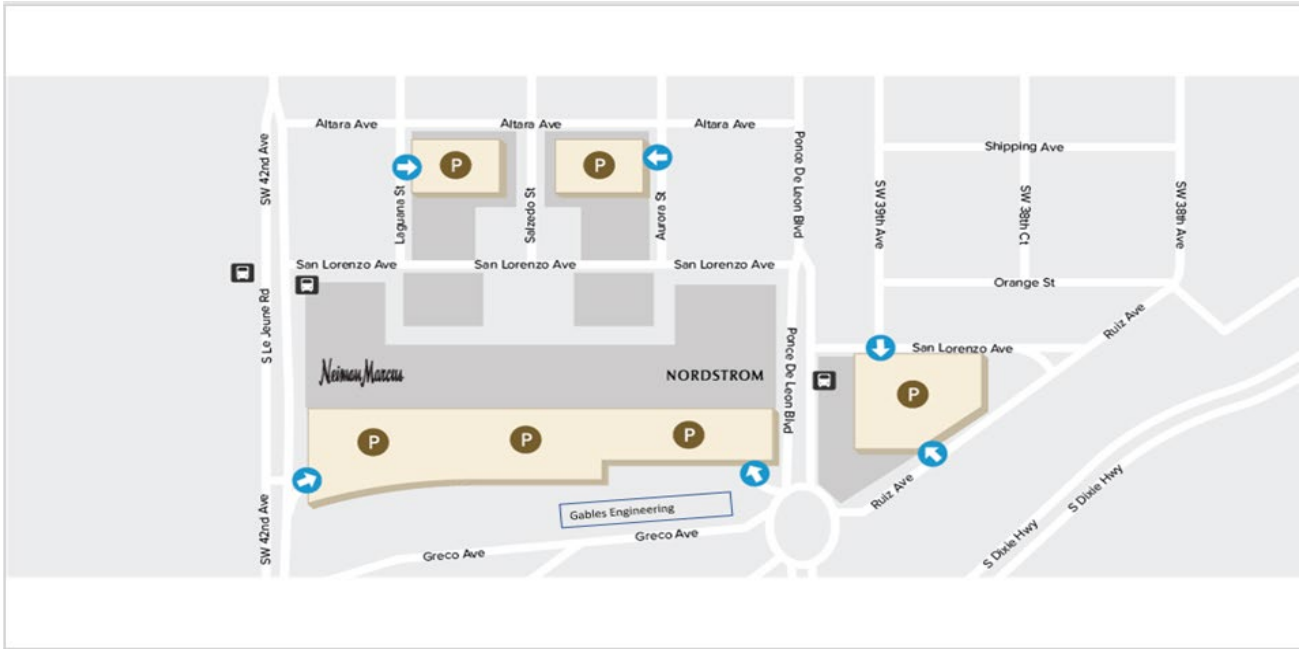 Altara Ave
Altara Ave
Altara Ave
SW 42nd Ave
Laguana St
Salzedo St
Aurora St
Ponce De Leon Blvd
SW 39th Ave
Shipping Ave
SW 38th Ct
SW 38th Ave
P
P
San Lorenzo Ave
San Lorenzo Ave
San Lorenzo Ave
Orange St
S Le Jeune Rd
Ponce De Leon Blvd
Ruiz Ave
San Lorenzo Ave
Neiman Marcus
NORDSTROM
P
P
P
P
SW 42nd Ave
Gables Engineering
Greco Ave
Greco Ave
Ruiz Ave
S Dixie Hwy
S Dixie Hwy